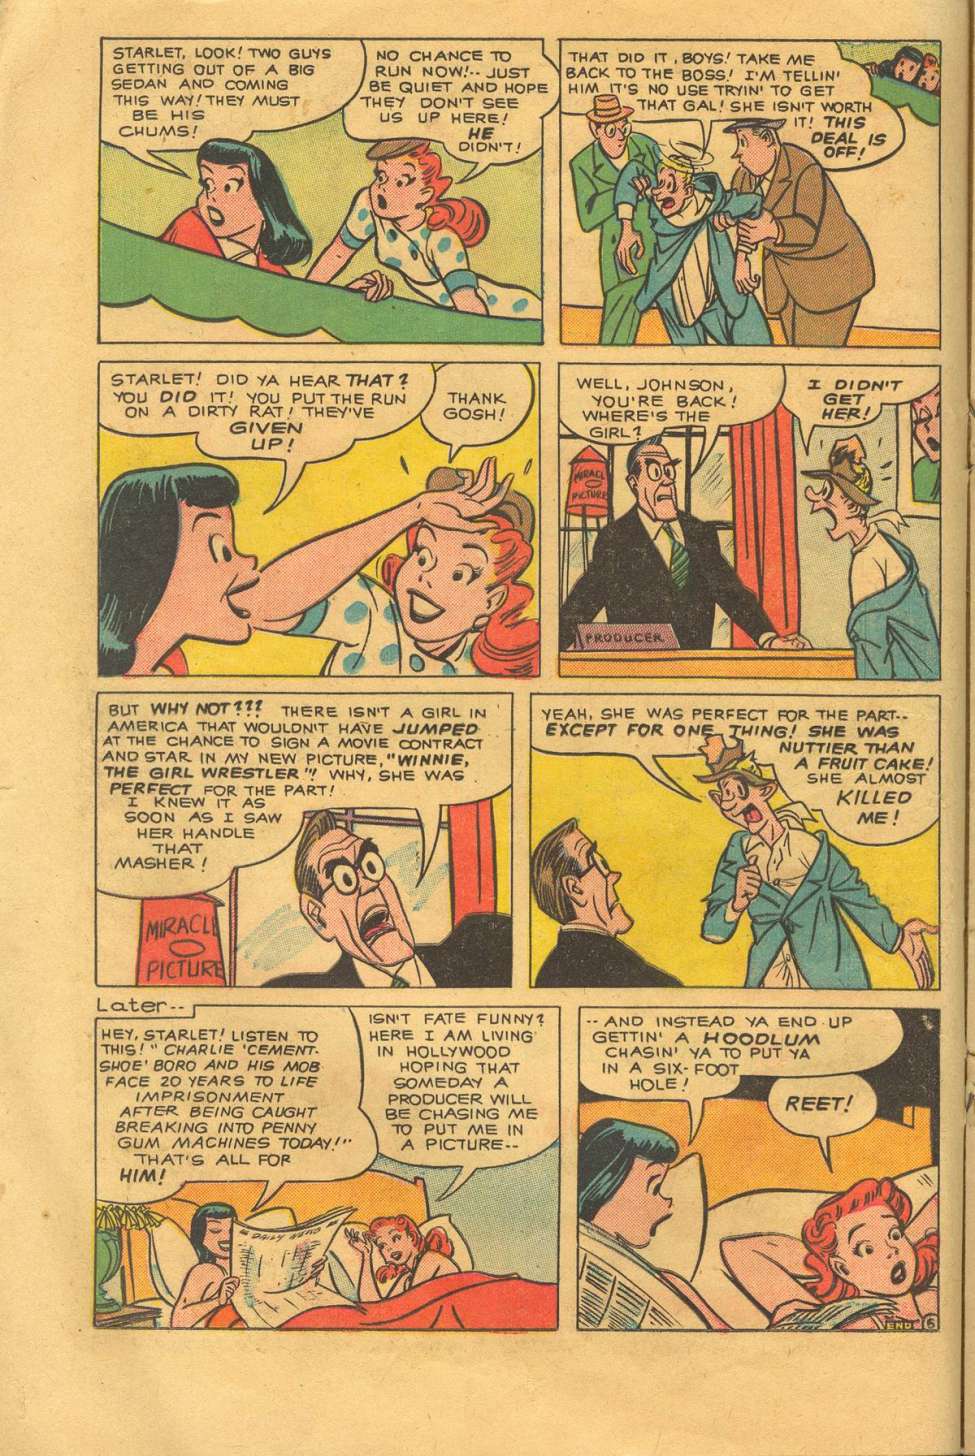 STARLET, LOOK! TWO GUYS
GETTING OUT OF A BIG
SEDAN AND COMING
THIS WAY! THEY MUST
BE HIS
CHUMS!
NO CHANCE TO
RUN NOW!-- JUST
BE QUIET AND HOPE
THEY DON'T SEE
US UP HERE!
HE
DIDN'T!
THAT DID IT, BOYS! TAKE ME
BACK TO THE BOSS! I'M TELLIN'
HIM IT'S NO USE TRYIN' TO GET
THAT GAL! SHE ISN'T WORTH
IT! THIS
DEAL IS
OFF!
STARLET! DID YA HEAR THAT?
YOU DID IT! YOU PUT THE RUN
ON A DIRTY RAT! THEY'VE
GIVEN
UP!
THANK
GOSH!
WELL, JOHNSON,
YOU'RE BACK!
WHERE'S THE
GIRL?
I DIDN'T
GET
HER!
MIRACL
PICTURE
PRODUCER
BUT WHY NOT??? THERE ISN'T A GIRL IN
AMERICA THAT WOULDN'T HAVE JUMPED
AT THE CHANCE TO SIGN A MOVIE CONTRACT
AND STAR IN MY NEW PICTURE, "WINNIE,
THE GIRL WRESTLER"! WHY, SHE WAS
PERFECT FOR THE PART!
I KNEW IT AS
SOON AS I SAW
HER HANDLE
THAT
MASHER!
MIRACL
PICTURE
YEAH, SHE WAS PERFECT FOR THE PART--
EXCEPT FOR ONE THING! SHE WAS
NUTTIER THAN
A FRUIT CAKE!
SHE ALMOST
KILLED
ME!
Later--
HEY, STARLET! LISTEN TO
THIS! "CHARLIE 'CEMENT-
SHOE' BORO AND HIS MOB
FACE 20 YEARS TO LIFE
IMPRISONMENT
AFTER BEING CAUGHT
BREAKING INTO PENNY
GUM MACHINES TODAY!"
THAT'S ALL FOR
HIM!
ISN'T FATE FUNNY?
HERE I AM LIVING
IN HOLLYWOOD
HOPING THAT
SOMEDAY A
PRODUCER WILL
BE CHASING ME
TO PUT ME IN
A PICTURE--
DAILY
--AND INSTEAD YA END UP
GETTIN' A HOODLUM
CHASIN' YA TO PUT YA
IN A SIX-FOOT
HOLE!
REET!
END
6